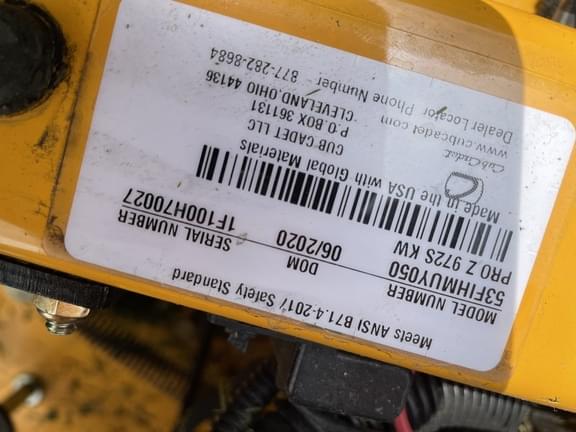 Meets ANSI B71.4-2017 Safety Standard
MODEL NUMBER DOM SERIAL NUMBER
53FIHMUY050 06/2020 1F100H70027
PRO Z 972S KW
Made in the USA with Global Materials
Cub Cadet
CUB CADET LLC
www.cubcadet.com P.O. BOX 361131
CLEVELAND, OHIO 44136
Dealer Locator Phone Number - 877-282-8684